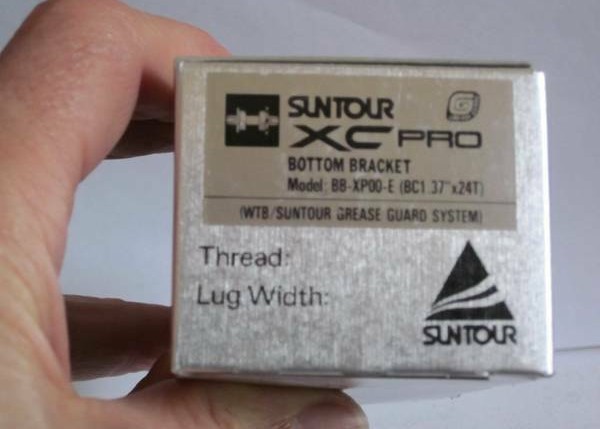 SUNTOUR
XC PRO
BOTTOM BRACKET
Model: BB-XP00-E (BC1.37"x24T)
(WTB/SUNTOUR GREASE GUARD SYSTEM)
Thread:
Lug Width:
SUNTOUR